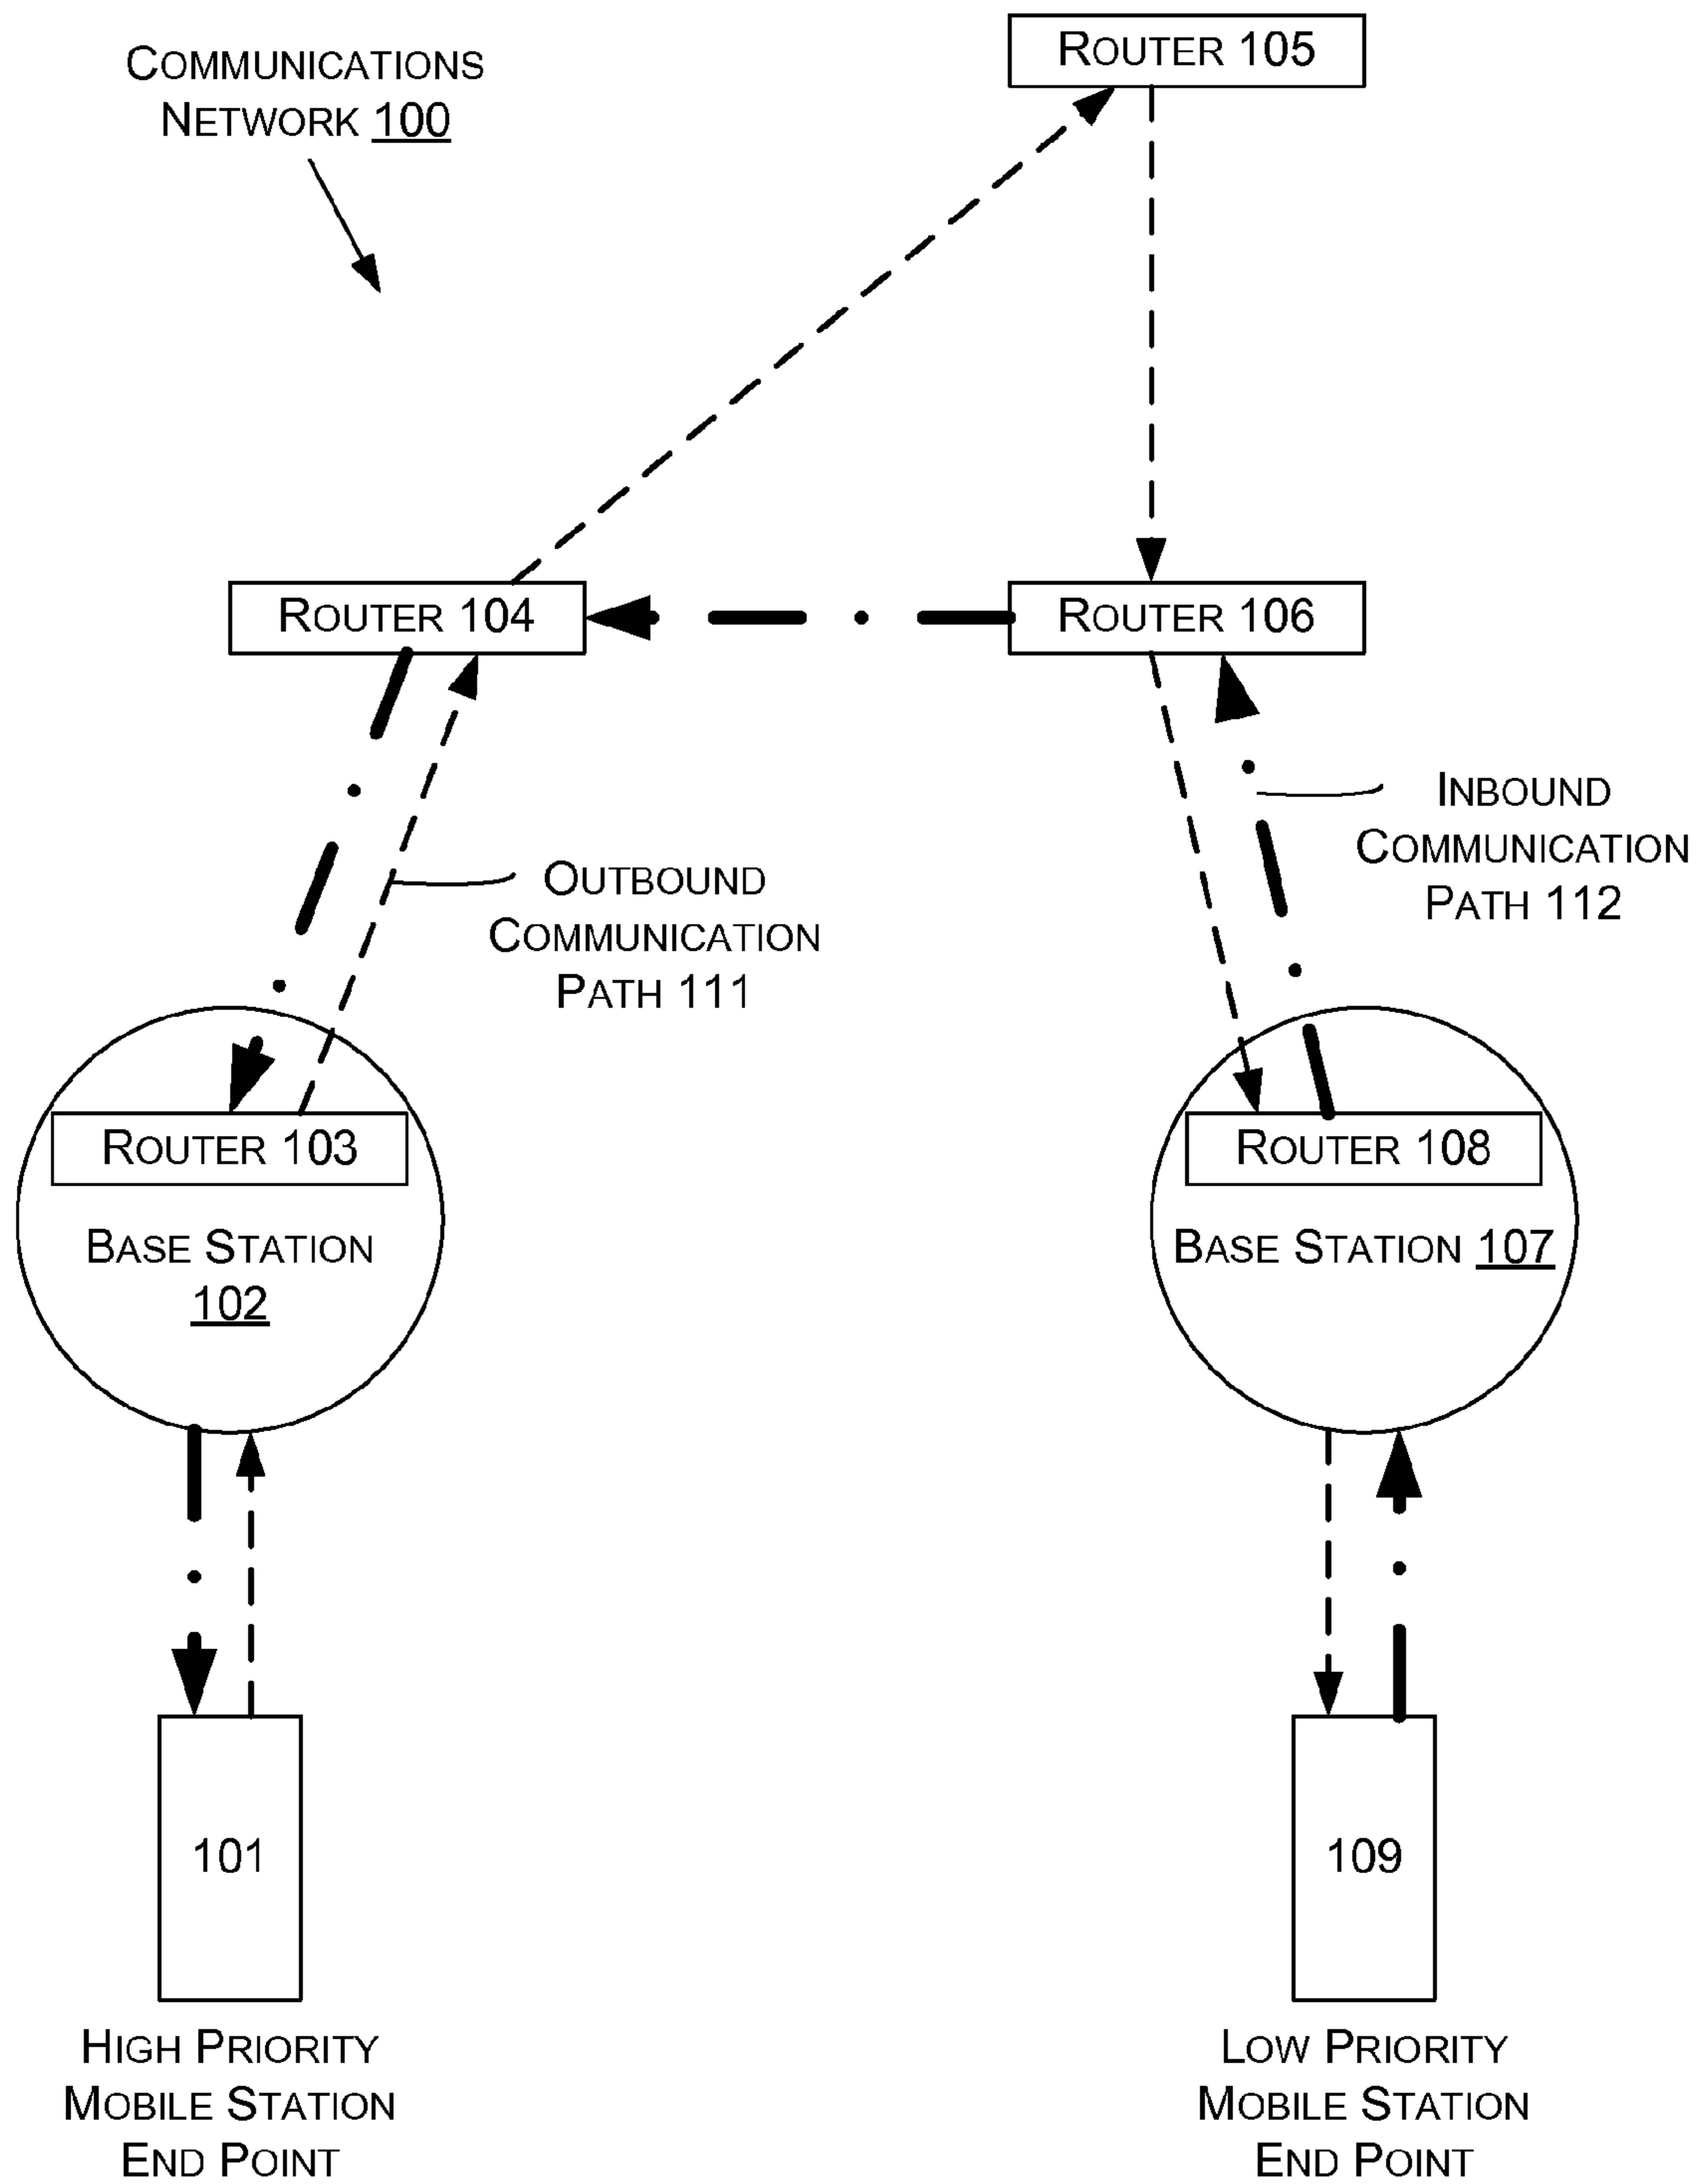 ROUTER 105
COMMUNICATIONS
NETWORK 100
ROUTER 104
ROUTER 106
INBOUND
COMMUNICATION
PATH 112
OUTBOUND
COMMUNICATION
PATH 111
ROUTER 103
BASE STATION
102
ROUTER 108
BASE STATION 107
101
109
HIGH PRIORITY
MOBILE STATION
END POINT
LOW PRIORITY
MOBILE STATION
END POINT